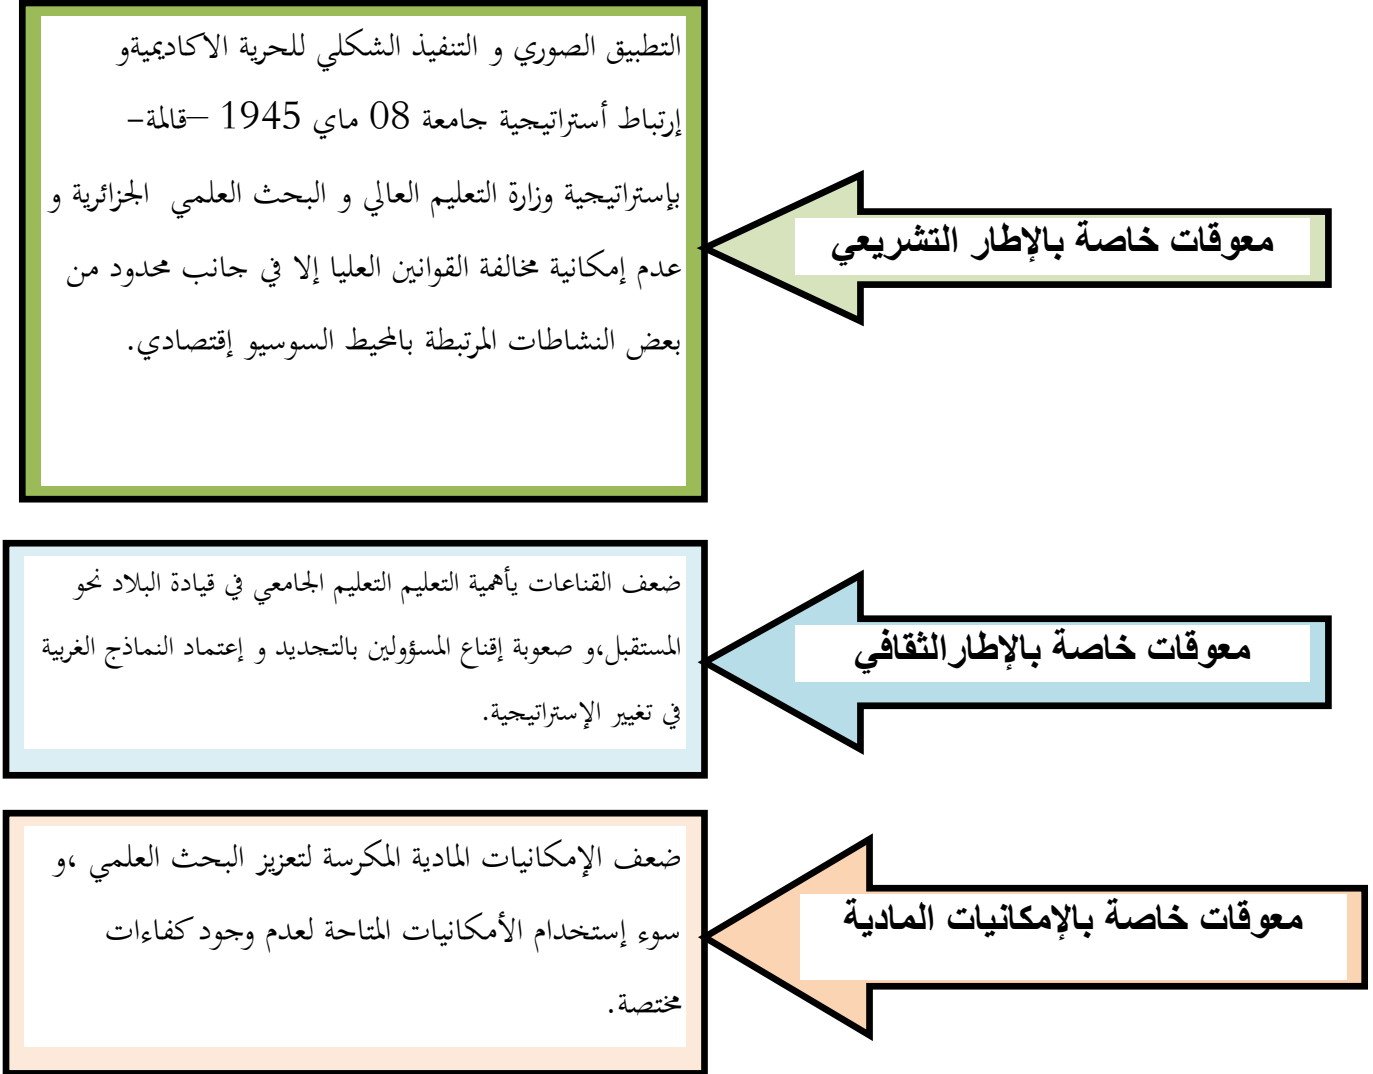 معوقات خاصة بالإطار التشريعي
التطبيق الصوري و التنفيذ الشكلي للحرية الاكاديميةو
إرتباط أستراتيجية جامعة 08 ماي 1945 –قالمة-
بإستراتيجية وزارة التعليم العالي و البحث العلمي الجزائرية و
عدم إمكانية مخالفة القوانين العليا إلا في جانب محدود من
بعض النشاطات المرتبطة بالمحيط السوسيو إقتصادي.
معوقات خاصة بالإطارالثقافي
ضعف القناعات يأهمية التعليم التعليم الجامعي في قيادة البلاد نحو
المستقبل،و صعوبة إقناع المسؤولين بالتجديد و إعتماد النماذج الغربية
في تغيير الإستراتيجية.
معوقات خاصة بالإمكانيات المادية
ضعف الإمكانيات المادية المكرسة لتعزيز البحث العلمي ،و
سوء إستخدام الأمكانيات المتاحة لعدم وجود كفاءات
مختصة.